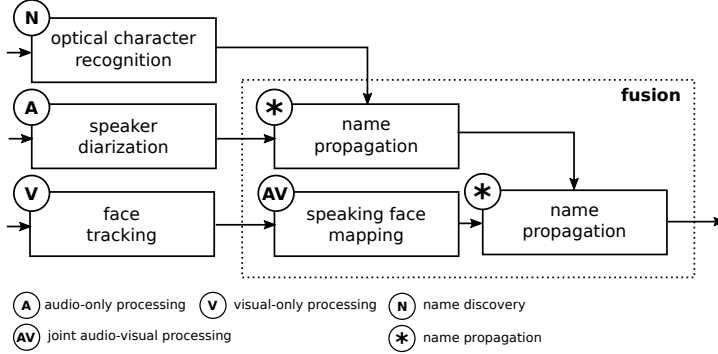 N
optical character
recognition
fusion
A
speaker
diarization
*
name
propagation
V
face
tracking
AV
speaking face
mapping
*
name
propagation
A audio-only processing
V visual-only processing
N name discovery
AV joint audio-visual processing
* name propagation